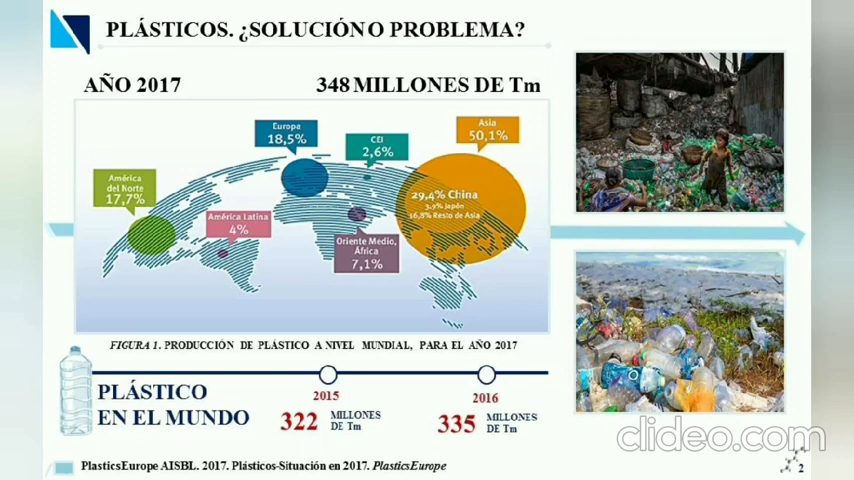 PLÁSTICOS. ¿SOLUCIÓN O PROBLEMA?
AÑO 2017
348 MILLONES DE Tm
Europa
18,5%
CEI
2,6%
Asia
50,1%
América
del Norte
17,7%
América Latina
4%
29,4% China
3,9% Japón
16,8% Resto de Asia
Oriente Medio,
África
7,1%
FIGURA 1. PRODUCCIÓN DE PLÁSTICO A NIVEL MUNDIAL, PARA EL AÑO 2017
PLÁSTICO
EN EL MUNDO
2015
322 MILLONES
DE Tm
2016
335 MILLONES
DE Tm
PlasticsEurope AISBL. 2017. Plásticos-Situación en 2017. PlasticsEurope
clideo.com
2